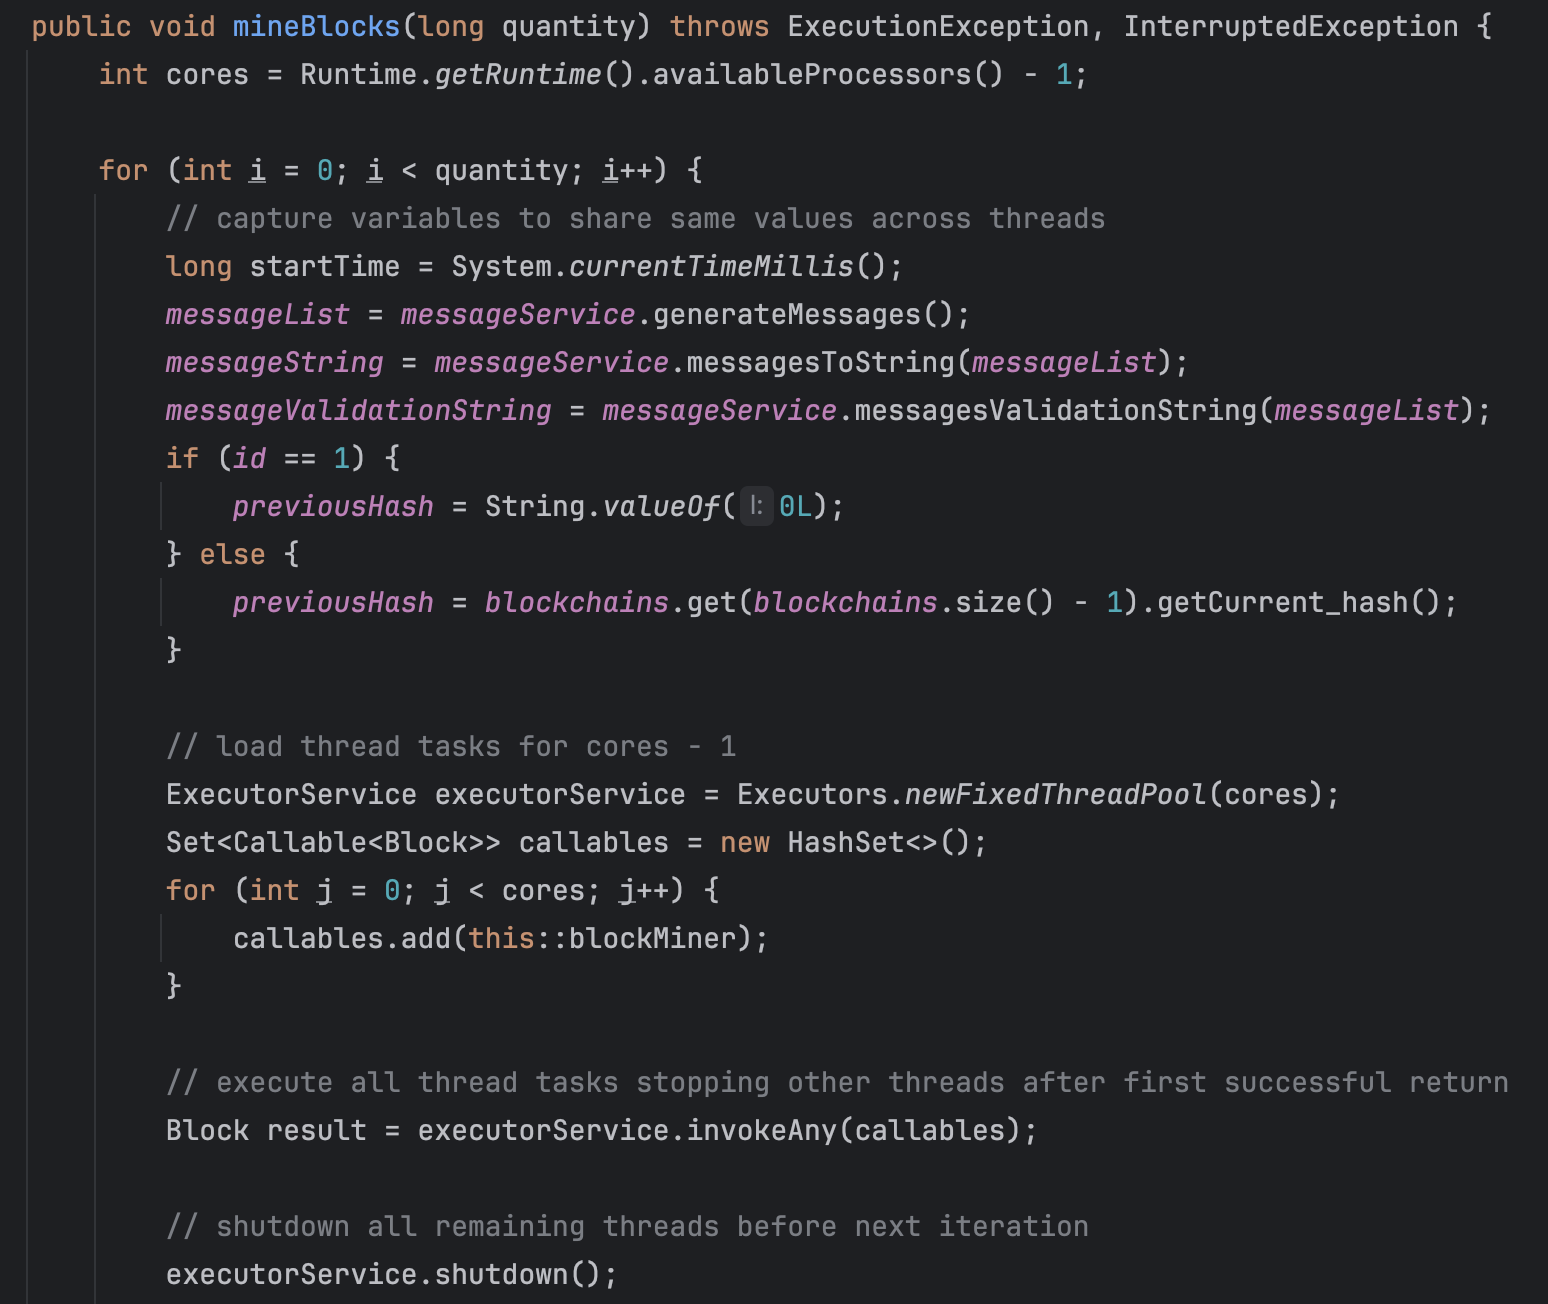 public void mineBlocks(long quantity) throws ExecutionException, InterruptedException {
    int cores = Runtime.getRuntime().availableProcessors() - 1;

    for (int i = 0; i < quantity; i++) {
        // capture variables to share same values across threads
        long startTime = System.currentTimeMillis();
        messageList = messageService.generateMessages();
        messageString = messageService.messagesToString(messageList);
        messageValidationString = messageService.messagesValidationString(messageList);
        if (id == 1) {
            previousHash = String.valueOf( l: 0L);
        } else {
            previousHash = blockchains.get(blockchains.size() - 1).getCurrent_hash();
        }

        // load thread tasks for cores - 1
        ExecutorService executorService = Executors.newFixedThreadPool(cores);
        Set<Callable<Block>> callables = new HashSet<>();
        for (int j = 0; j < cores; j++) {
            callables.add(this::blockMiner);
        }

        // execute all thread tasks stopping other threads after first successful return
        Block result = executorService.invokeAny(callables);

        // shutdown all remaining threads before next iteration
        executorService.shutdown();